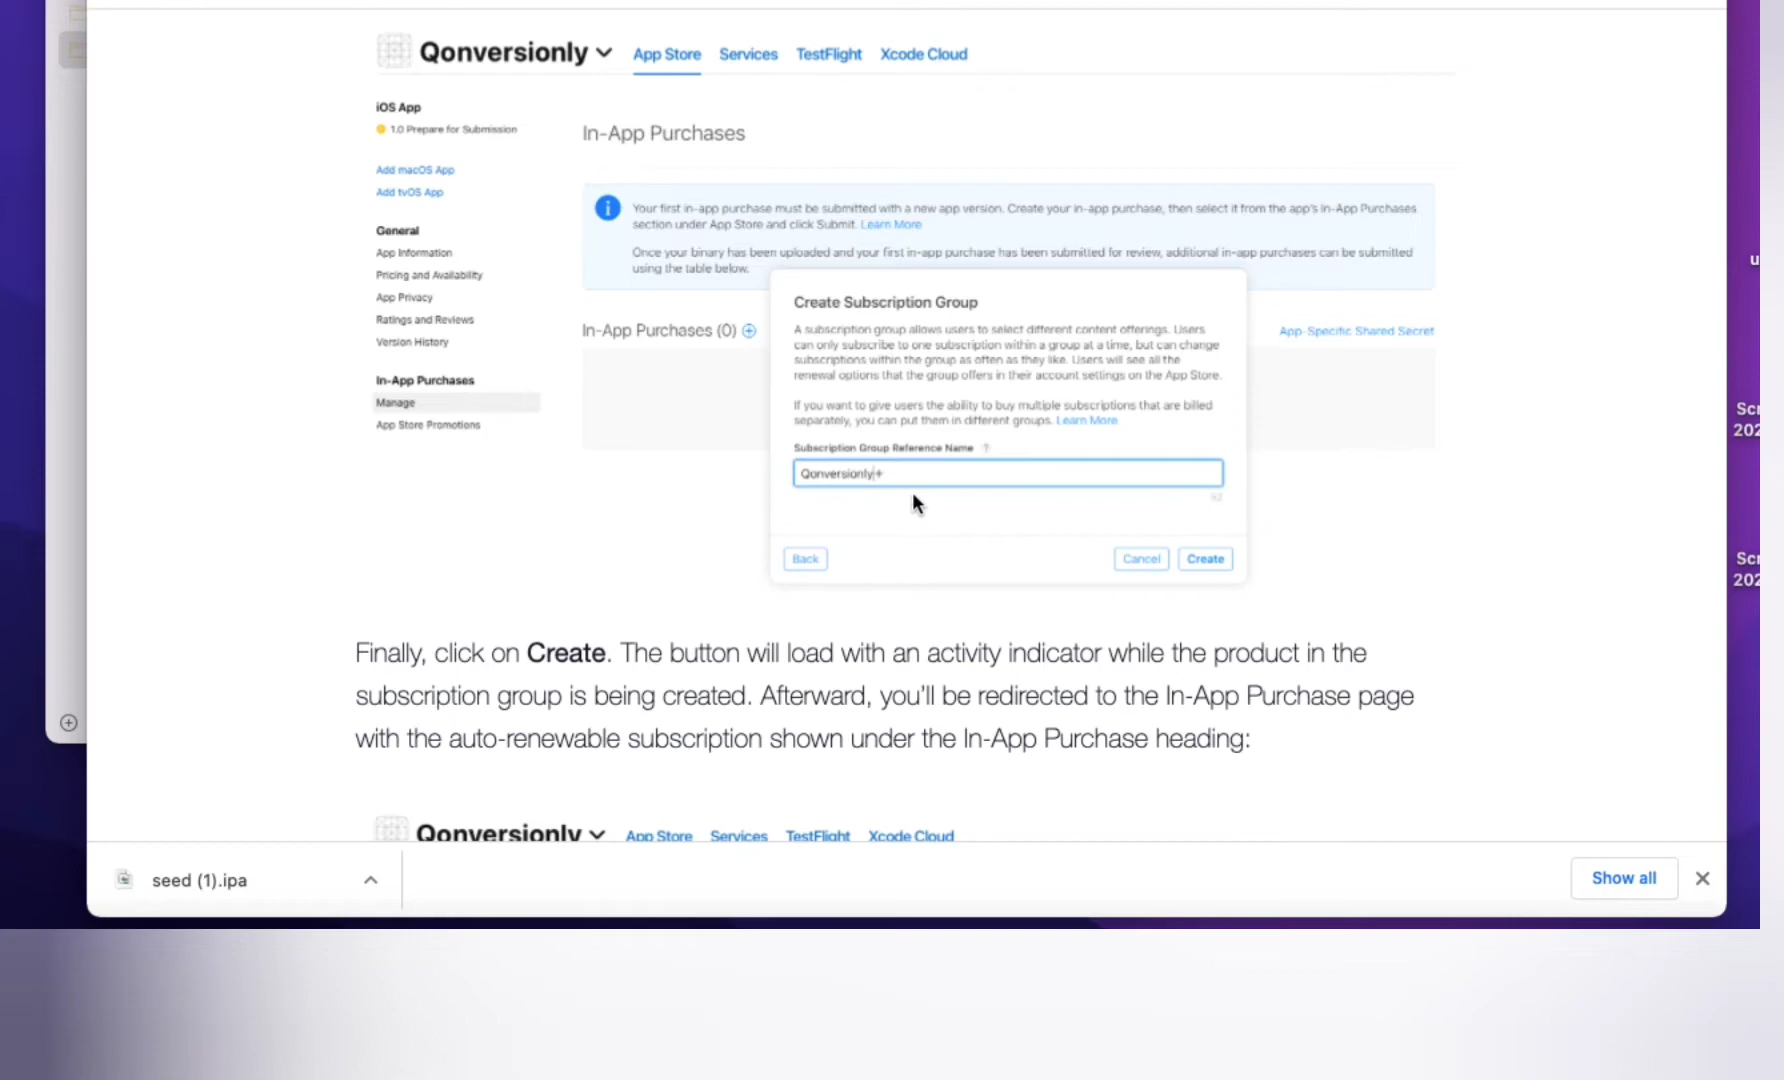 Qonversionly App Store Services TestFlight Xcode Cloud
iOS App
1.0 Prepare for Submission
Add macOS App
Add tvOS App
General
App Information
Pricing and Availability
App Privacy
Ratings and Reviews
Version History
In-App Purchases
Manage
App Store Promotions
In-App Purchases
Your first in-app purchase must be submitted with a new app version. Create your in-app purchase, then select it from the app's In-App Purchases
section under App Store and click Submit. Learn More
Once your binary has been uploaded and your first in-app purchase has been submitted for review, additional in-app purchases can be submitted
using the table below.
In-App Purchases (0)
App-Specific Shared Secret
Create Subscription Group
A subscription group allows users to select different content offerings. Users
can only subscribe to one subscription within a group at a time, but can change
subscriptions within the group as often as they like. Users will see all the
renewal options that the group offers in their account settings on the App Store.
If you want to give users the ability to buy multiple subscriptions that are billed
separately, you can put them in different groups. Learn More
Subscription Group Reference Name ?
Qonversionly+
Back Cancel Create
Finally, click on Create. The button will load with an activity indicator while the product in the
subscription group is being created. Afterward, you'll be redirected to the In-App Purchase page
with the auto-renewable subscription shown under the In-App Purchase heading:
Qonversionly App Store Services TestFlight Xcode Cloud
seed (1).ipa
Show all
u
Scr
202
Scr
202